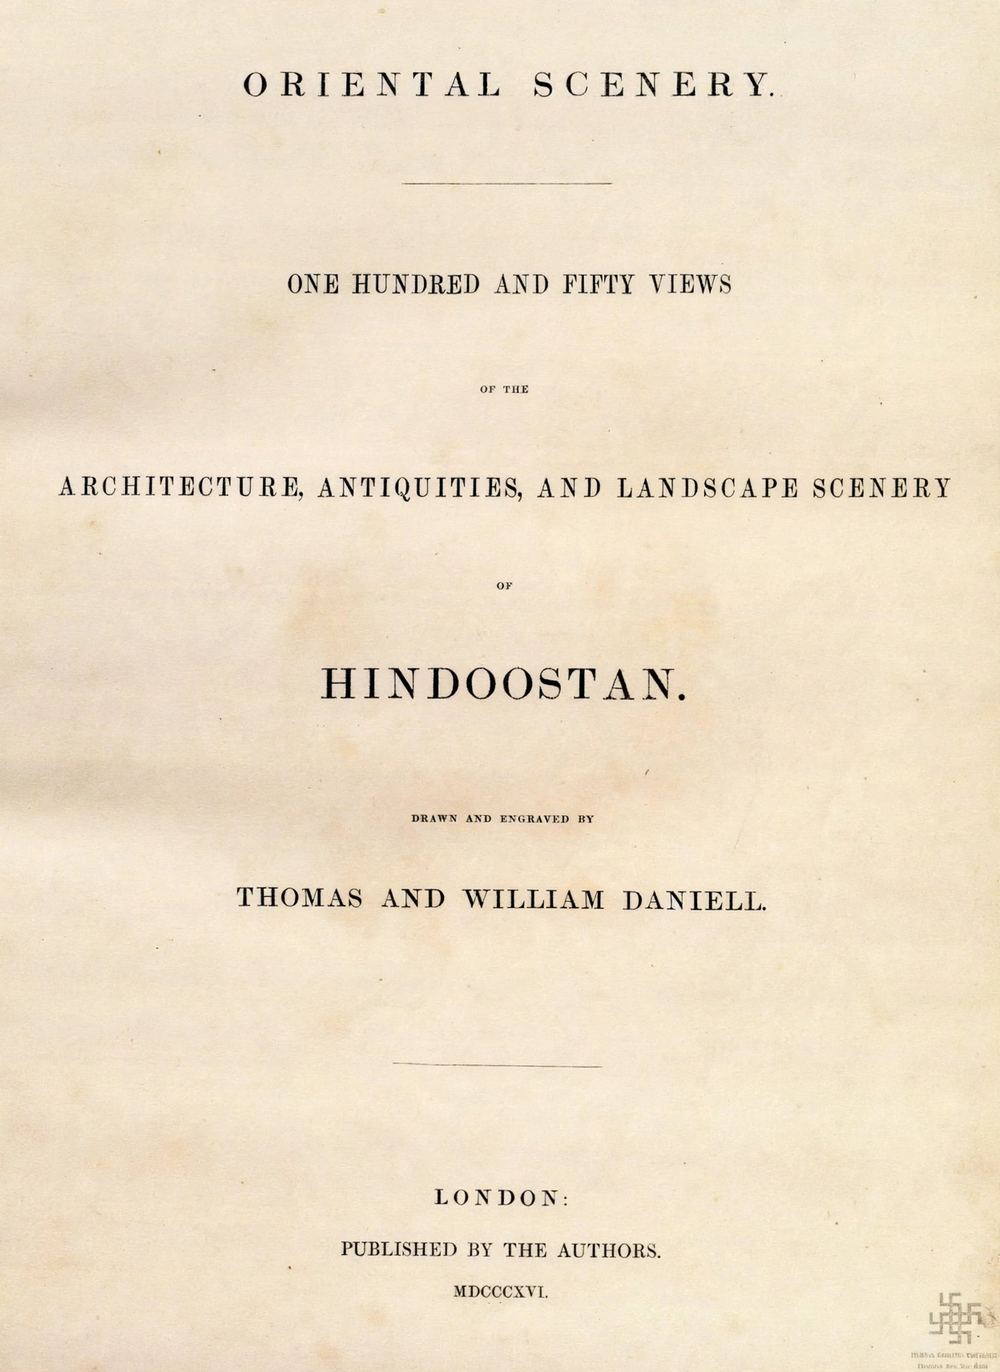 ORIENTAL SCENERY.
ONE HUNDRED AND FIFTY VIEWS
OF THE
ARCHITECTURE, ANTIQUITIES, AND LANDSCAPE SCENERY
OF
HINDOOSTAN.
DRAWN AND ENGRAVED BY
THOMAS AND WILLIAM DANIELL.
LONDON:
PUBLISHED BY THE AUTHORS.
MDCCCXVI.